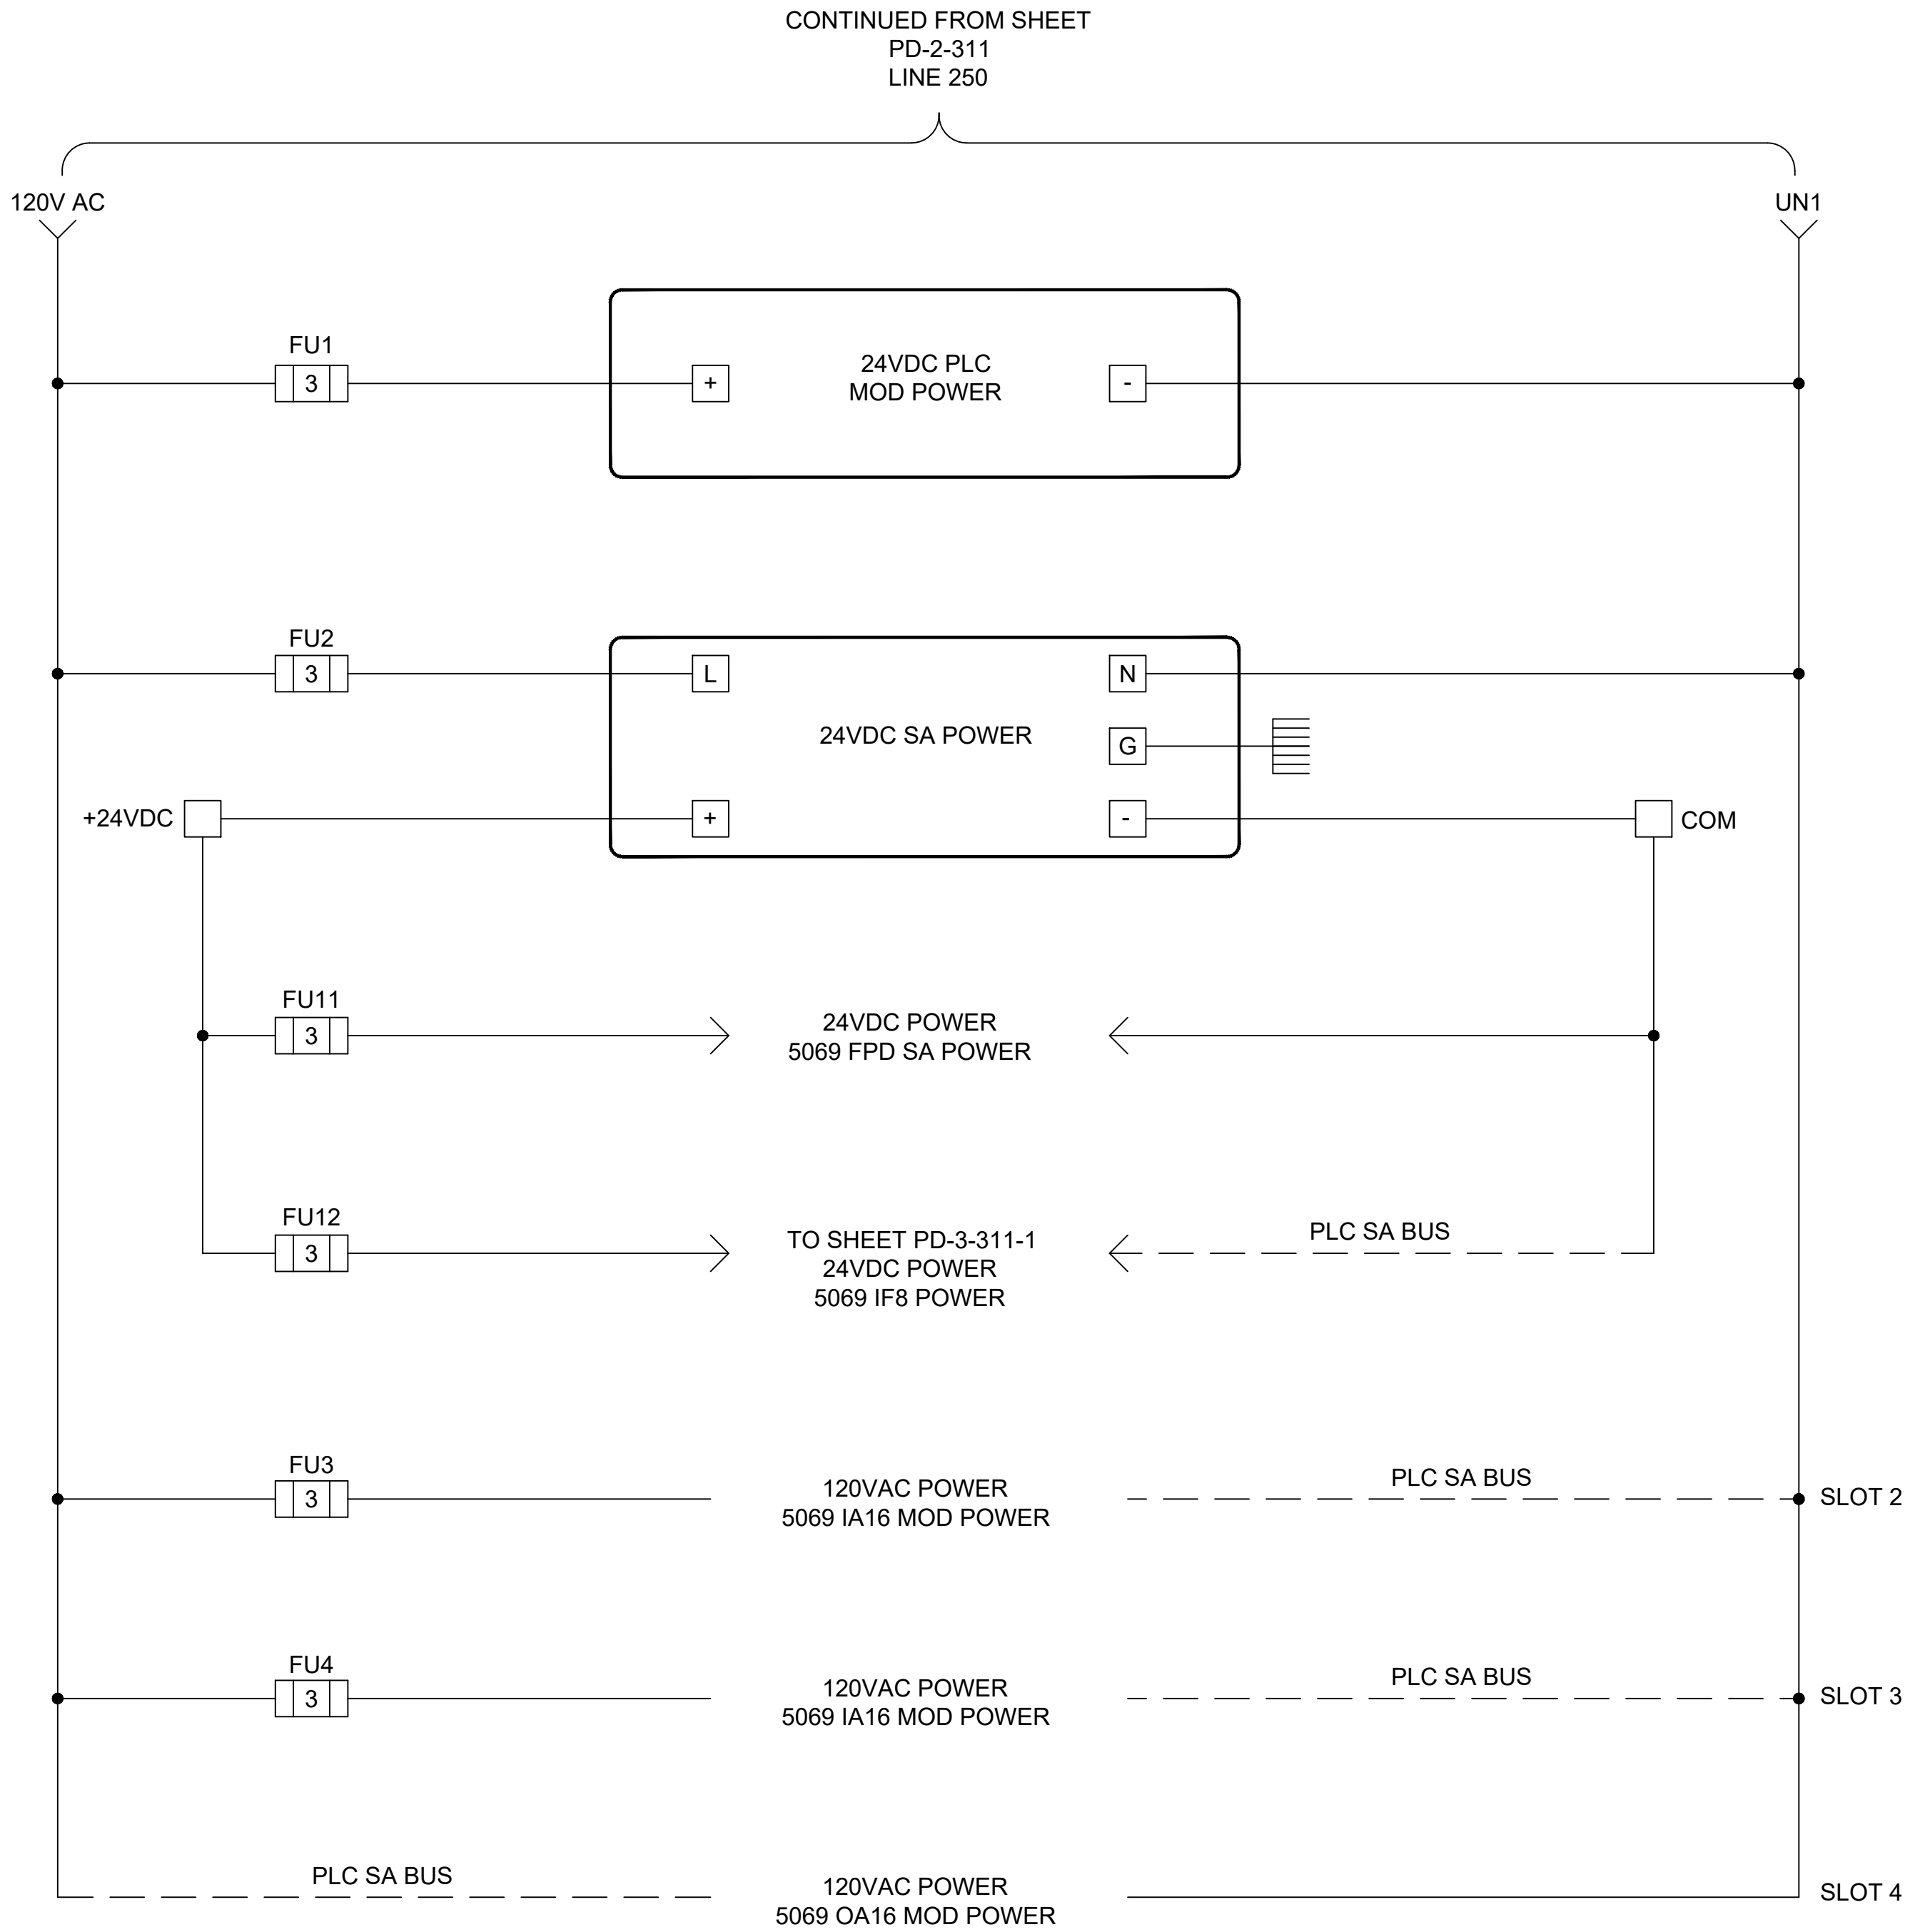 CONTINUED FROM SHEET
PD-2-311
LINE 250
120V AC
UN1
FU1
3
+
24VDC PLC
MOD POWER
-
FU2
3
L
N
24VDC SA POWER
G
+24VDC
+
-
COM
FU11
3
24VDC POWER
5069 FPD SA POWER
FU12
3
TO SHEET PD-3-311-1
24VDC POWER
5069 IF8 POWER
PLC SA BUS
FU3
3
120VAC POWER
5069 IA16 MOD POWER
PLC SA BUS
SLOT 2
FU4
3
120VAC POWER
5069 IA16 MOD POWER
PLC SA BUS
SLOT 3
PLC SA BUS
120VAC POWER
5069 OA16 MOD POWER
SLOT 4